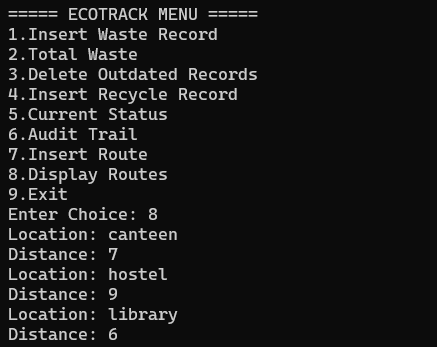 ===== ECOTRACK MENU =====
1.Insert Waste Record
2.Total Waste
3.Delete Outdated Records
4.Insert Recycle Record
5.Current Status
6.Audit Trail
7.Insert Route
8.Display Routes
9.Exit
Enter Choice: 8
Location: canteen
Distance: 7
Location: hostel
Distance: 9
Location: library
Distance: 6